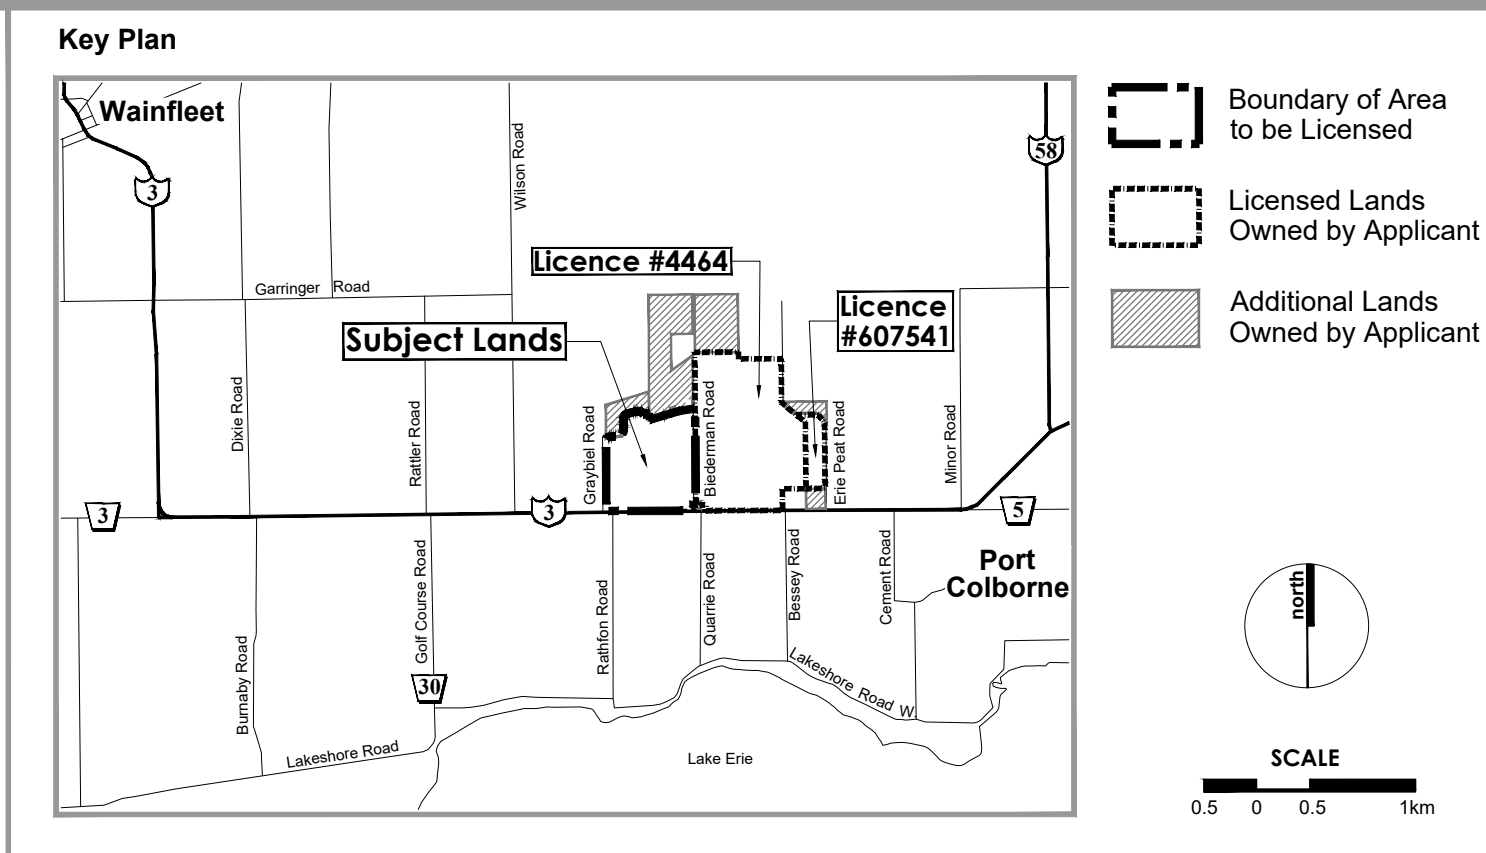 Key Plan
Wainfleet
3
Wilson Road
58
Boundary of Area
to be Licensed
Licensed Lands
Owned by Applicant
Additional Lands
Owned by Applicant
Licence #4464
Garringer Road
Licence
#607541
Subject Lands
Dixie Road
Rattler Road
Graybiel Road
Biederman Road
Erie Peat Road
Minor Road
3
3
5
Port
Colborne
Burnaby Road
Golf Course Road
Rathfon Road
Quarrie Road
Bessey Road
Cement Road
30
Lakeshore Road W.
Lakeshore Road
Lake Erie
north
SCALE
0.5 0 0.5 1km